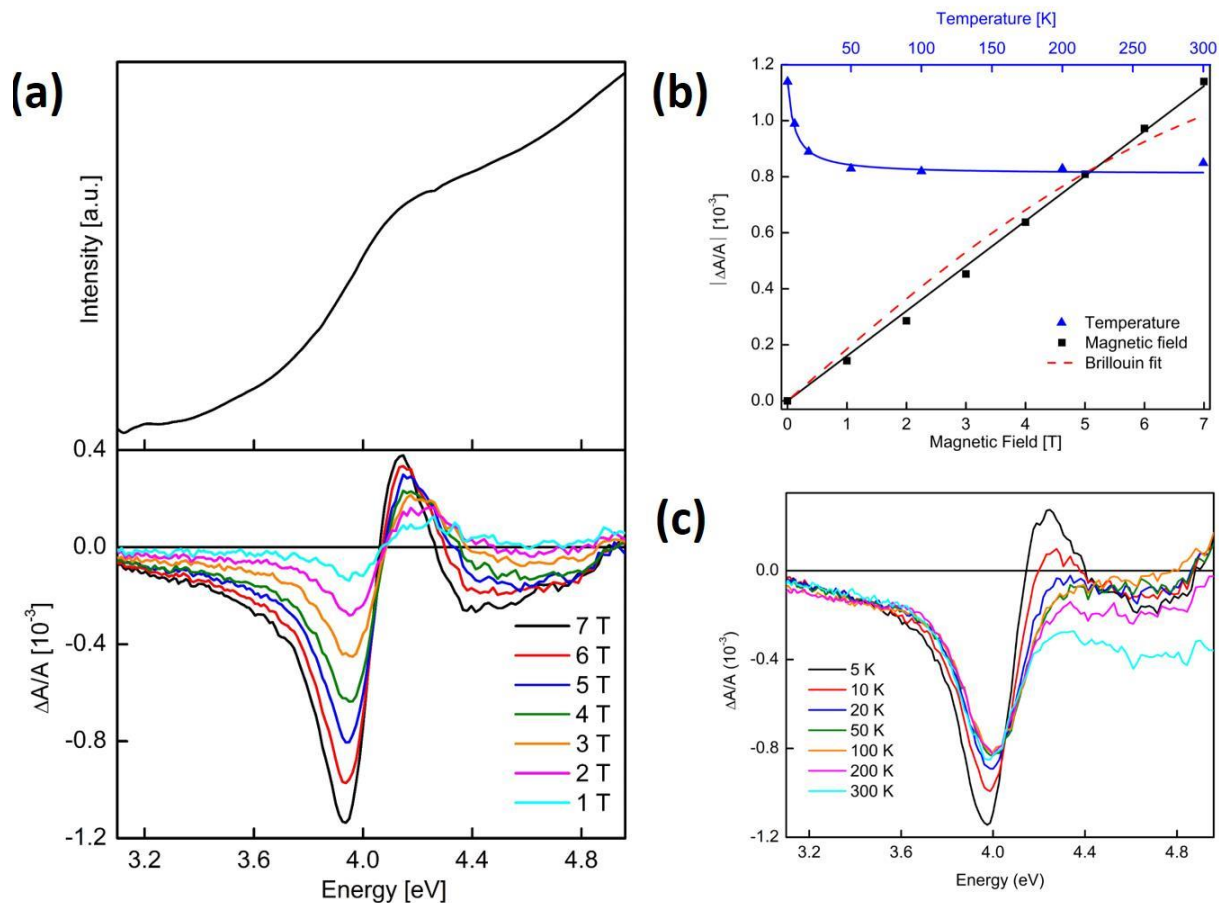 (a)
Intensity [a.u.]
0.4
0.0
-0.4
-0.8
-1.2
ΔA/A [10⁻³]
7 T
6 T
5 T
4 T
3 T
2 T
1 T
3.2 3.6 4.0 4.4 4.8
Energy [eV]
(b)
Temperature [K]
50 100 150 200 250 300
1.2
1.0
0.8
0.6
0.4
0.2
0.0
|ΔA/A| [10⁻³]
Temperature
Magnetic field
Brillouin fit
0 1 2 3 4 5 6 7
Magnetic Field [T]
(c)
0.0
-0.4
-0.8
-1.2
ΔA/A (10⁻³)
5 K
10 K
20 K
50 K
100 K
200 K
300 K
3.2 3.6 4.0 4.4 4.8
Energy (eV)